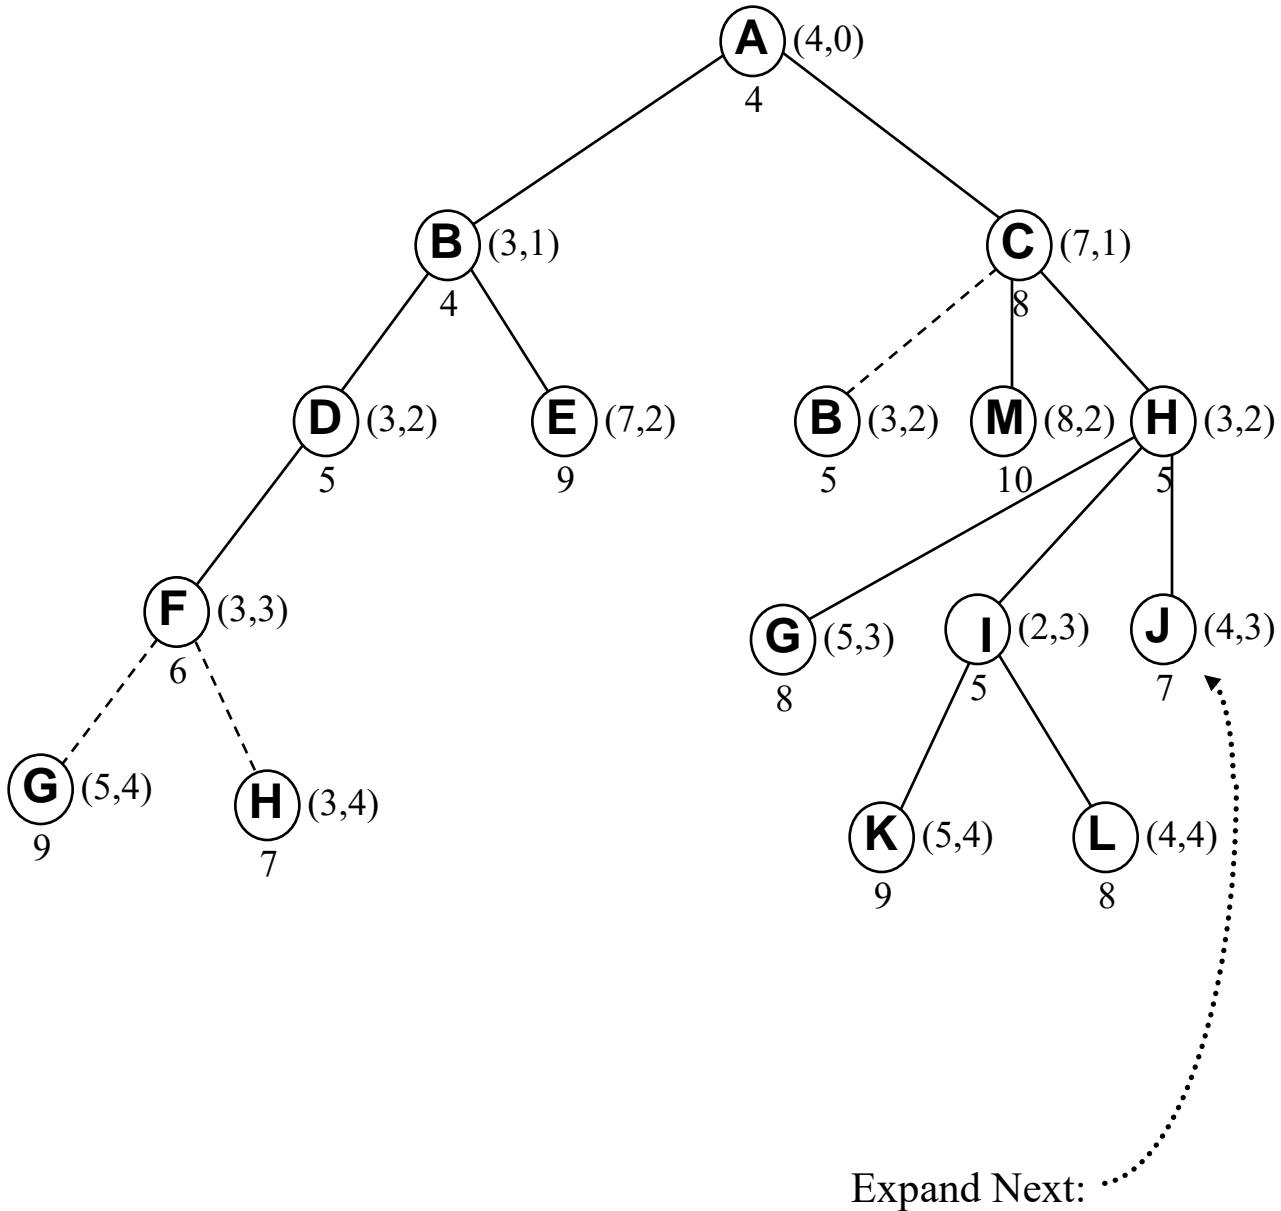 A (4,0)
4
B (3,1)
4
C (7,1)
8
D (3,2)
5
E (7,2)
9
B (3,2)
5
M (8,2)
10
H (3,2)
5
F (3,3)
6
G (5,3)
8
I (2,3)
5
J (4,3)
7
G (5,4)
9
H (3,4)
7
K (5,4)
9
L (4,4)
8
Expand Next: